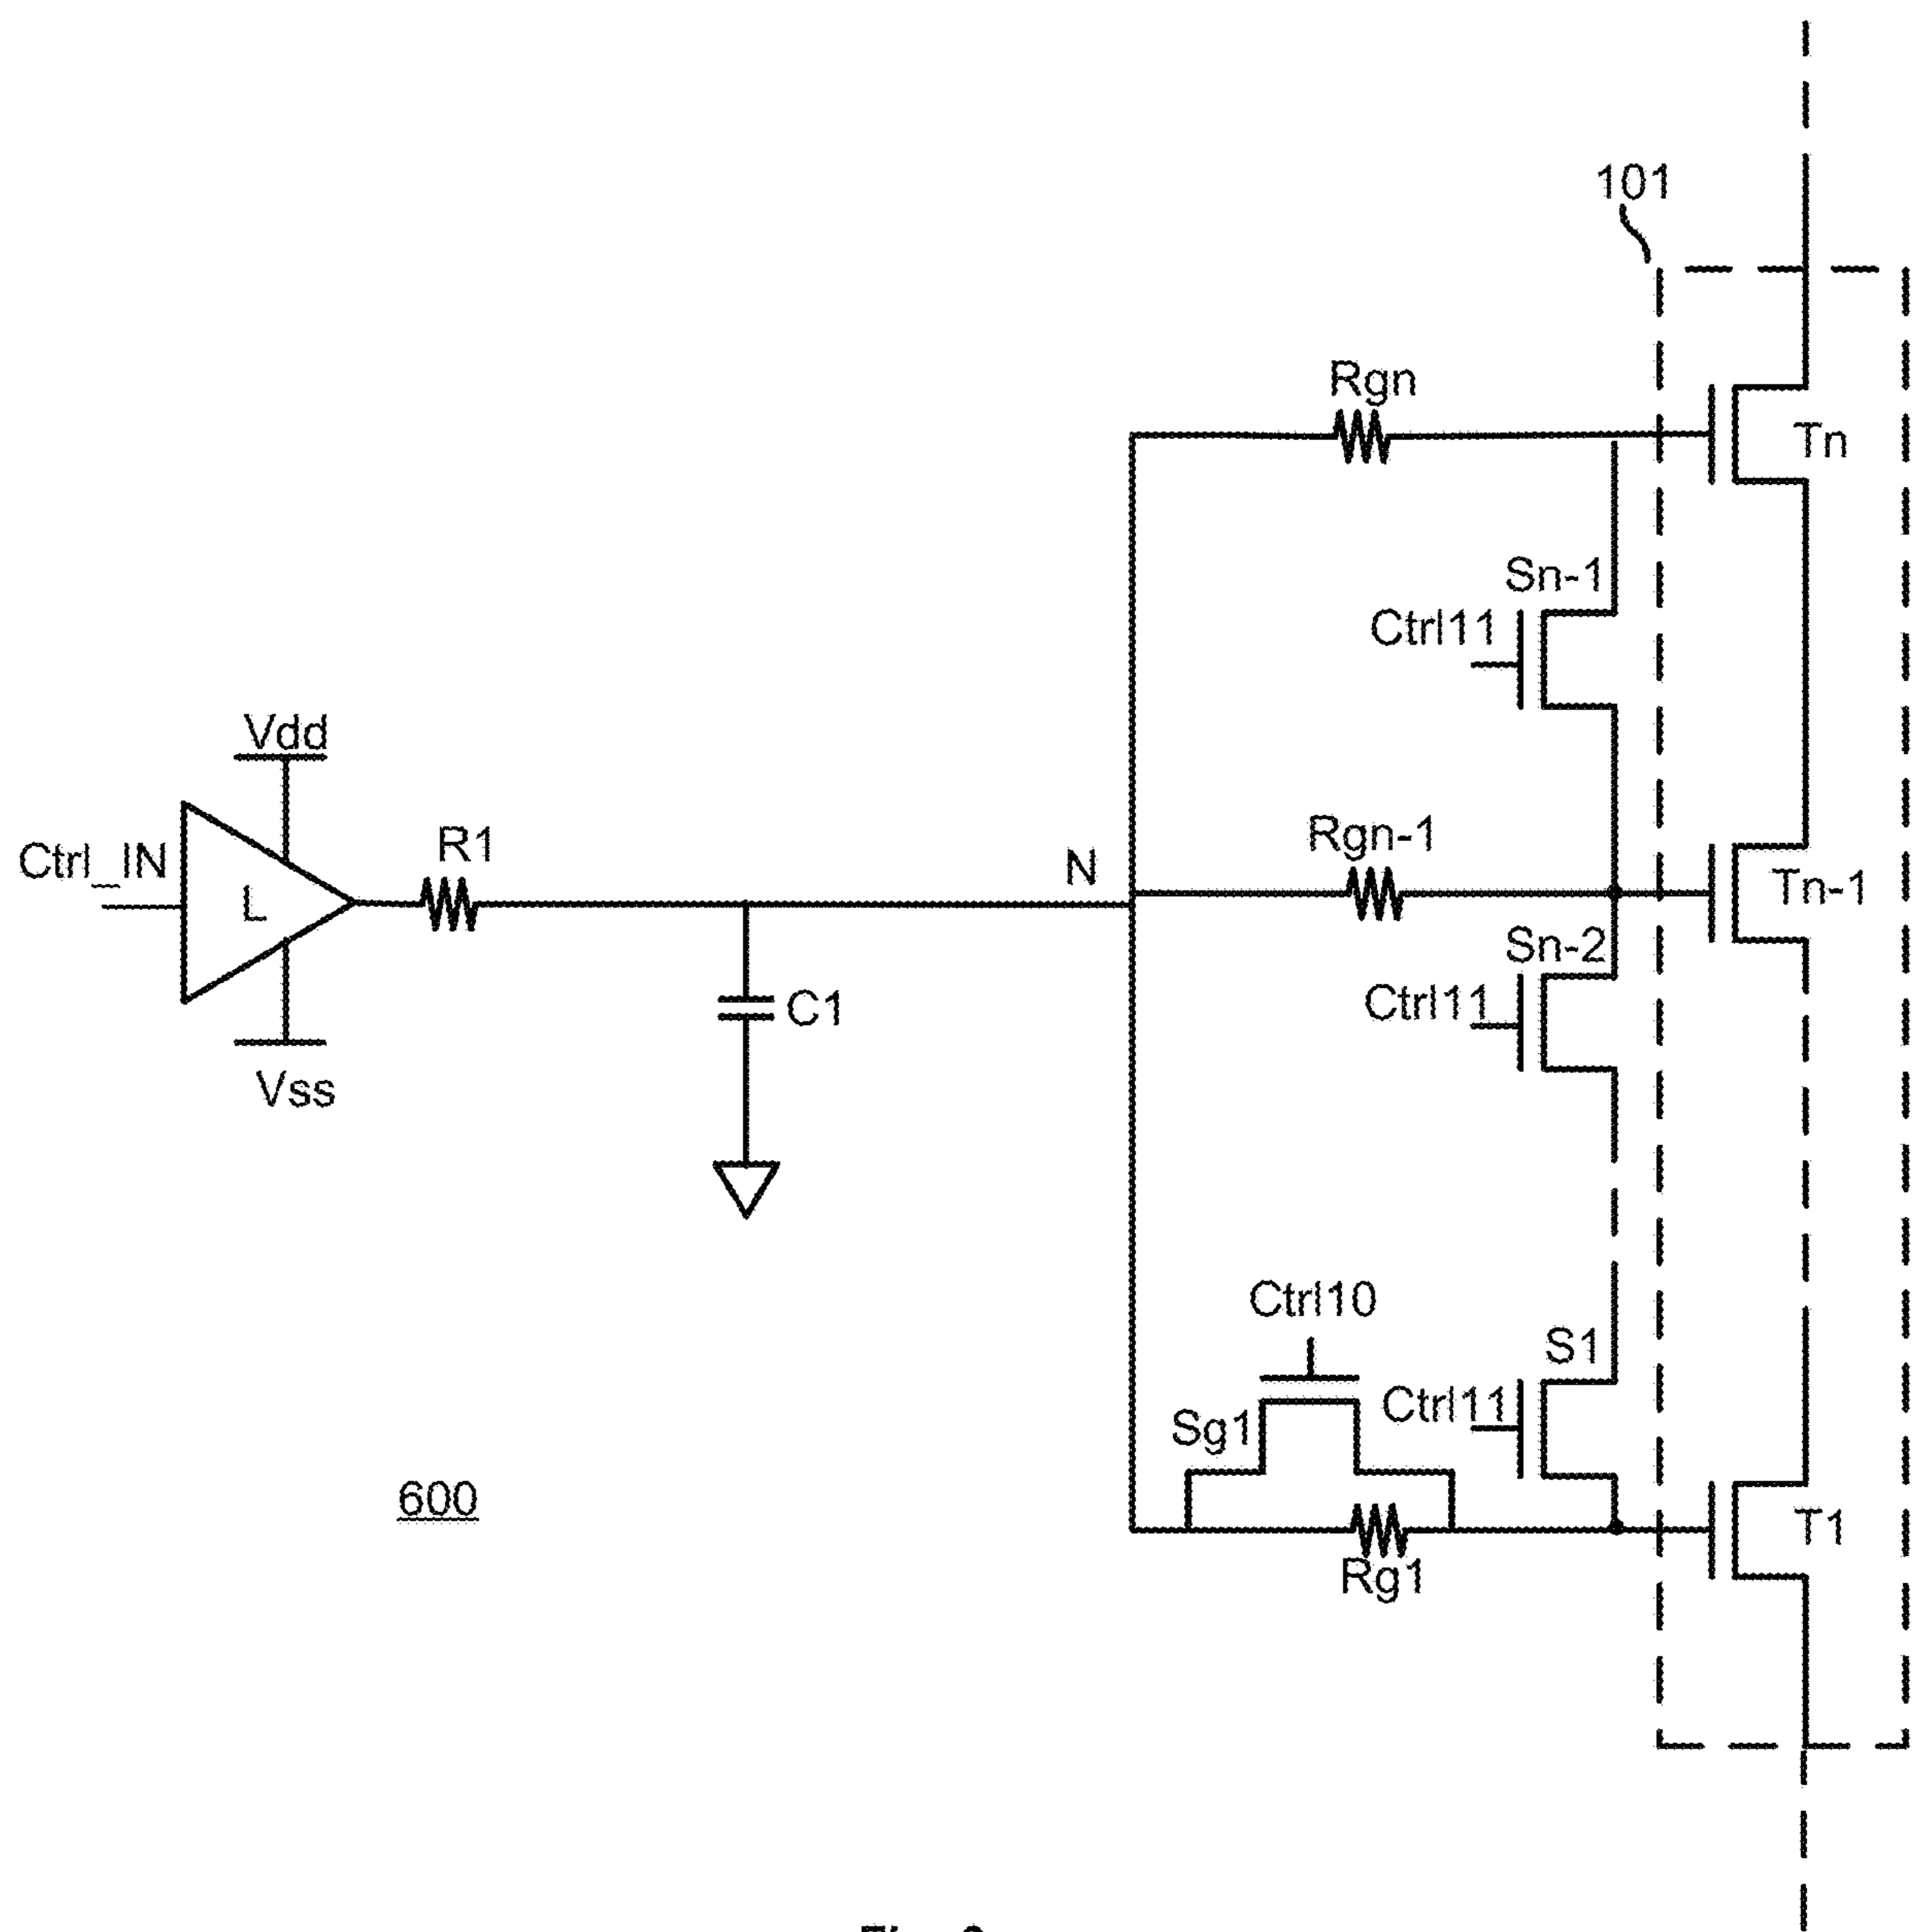 101
Rgn
Tn
Sn-1
Ctrl11
Vdd
Rgn-1
R1
Ctrl_IN
N
L
Tn-1
Sn-2
Ctrl11
C1
Vss
Ctrl10
S1
Ctrl11
Sg1
600
T1
Rg1